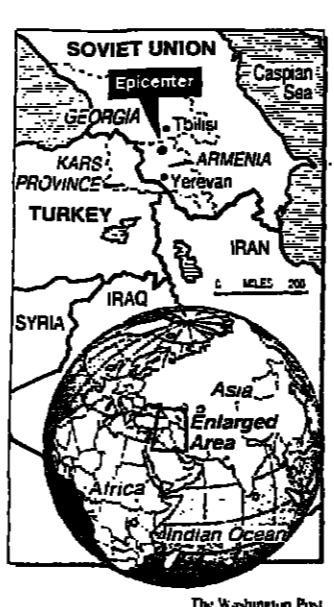 SOVIET UNION
Epicenter
Caspian
Sea
GEORGIA
Tbilisi
KARS
PROVINCE
ARMENIA
Yerevan
TURKEY
IRAN
0 MILES 200
IRAQ
SYRIA
Asia
Enlarged
Area
Africa
Indian Ocean
The Washington Post